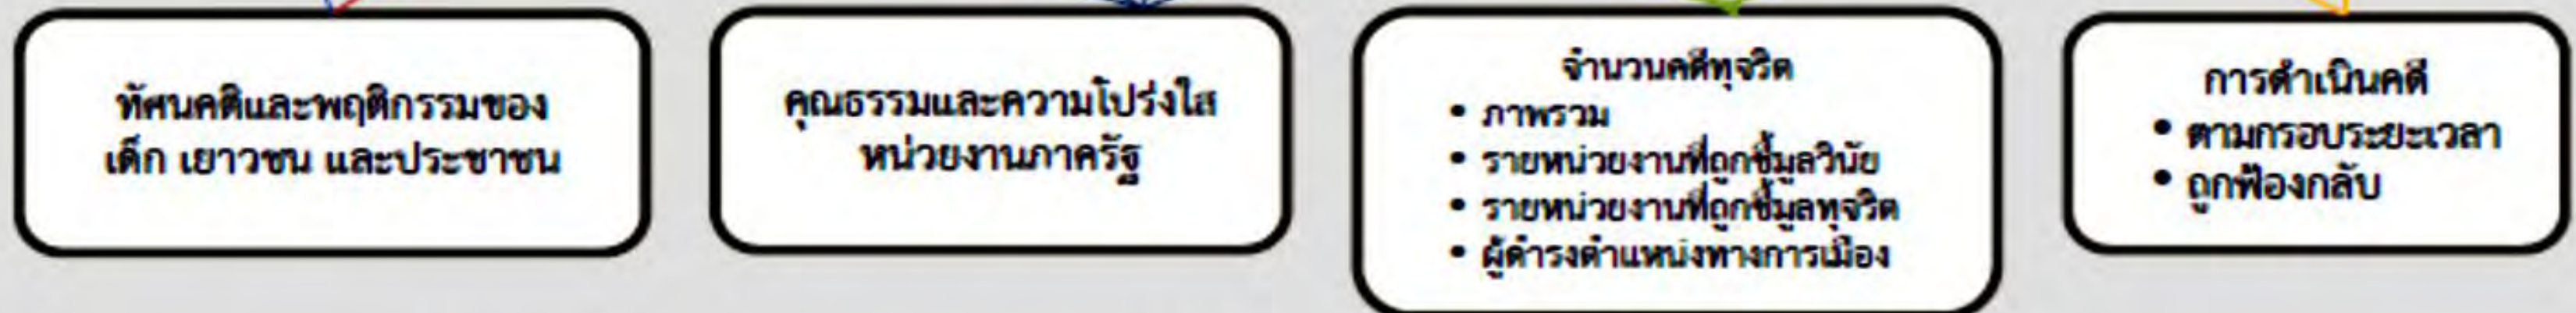 ทัศนคติและพฤติกรรมของ
เด็ก เยาวชน และประชาชน
คุณธรรมและความโปร่งใส
หน่วยงานภาครัฐ
จำนวนคดีทุจริต
• ภาพรวม
• รายหน่วยงานที่ถูกชี้มูลวินัย
• รายหน่วยงานที่ถูกชี้มูลทุจริต
• ผู้ดำรงตำแหน่งทางการเมือง
การดำเนินคดี
• ตามกรอบระยะเวลา
• ถูกฟ้องกลับ